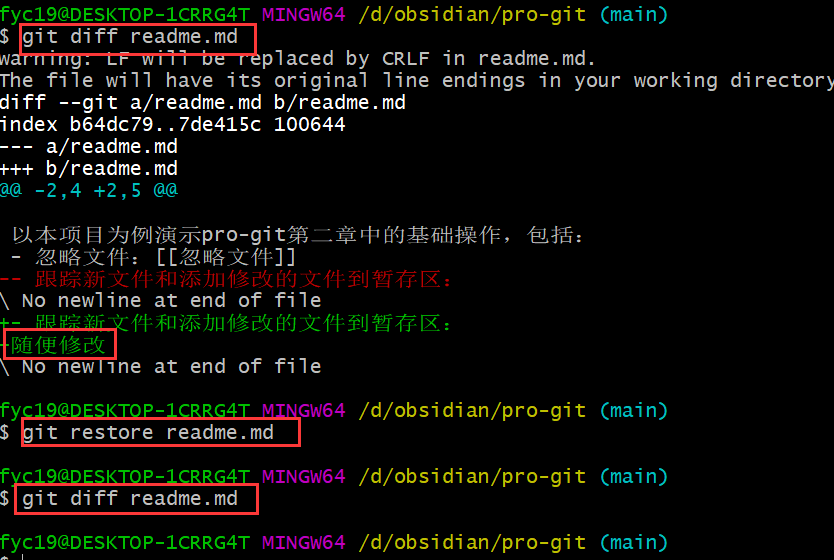 fyc19@DESKTOP-1CRRG4T MINGW64 /d/obsidian/pro-git (main)
$ git diff readme.md
warning: LF will be replaced by CRLF in readme.md.
The file will have its original line endings in your working directory
diff --git a/readme.md b/readme.md
index b64dc79..7de415c 100644
--- a/readme.md
+++ b/readme.md
@@ -2,4 +2,5 @@
以本项目为例演示pro-git第二章中的基础操作，包括：
- 忽略文件：[[忽略文件]]
-- 跟踪新文件和添加修改的文件到暂存区：
\ No newline at end of file
+- 跟踪新文件和添加修改的文件到暂存区：
+随便修改
\ No newline at end of file
fyc19@DESKTOP-1CRRG4T MINGW64 /d/obsidian/pro-git (main)
$ git restore readme.md
fyc19@DESKTOP-1CRRG4T MINGW64 /d/obsidian/pro-git (main)
$ git diff readme.md
fyc19@DESKTOP-1CRRG4T MINGW64 /d/obsidian/pro-git (main)
$